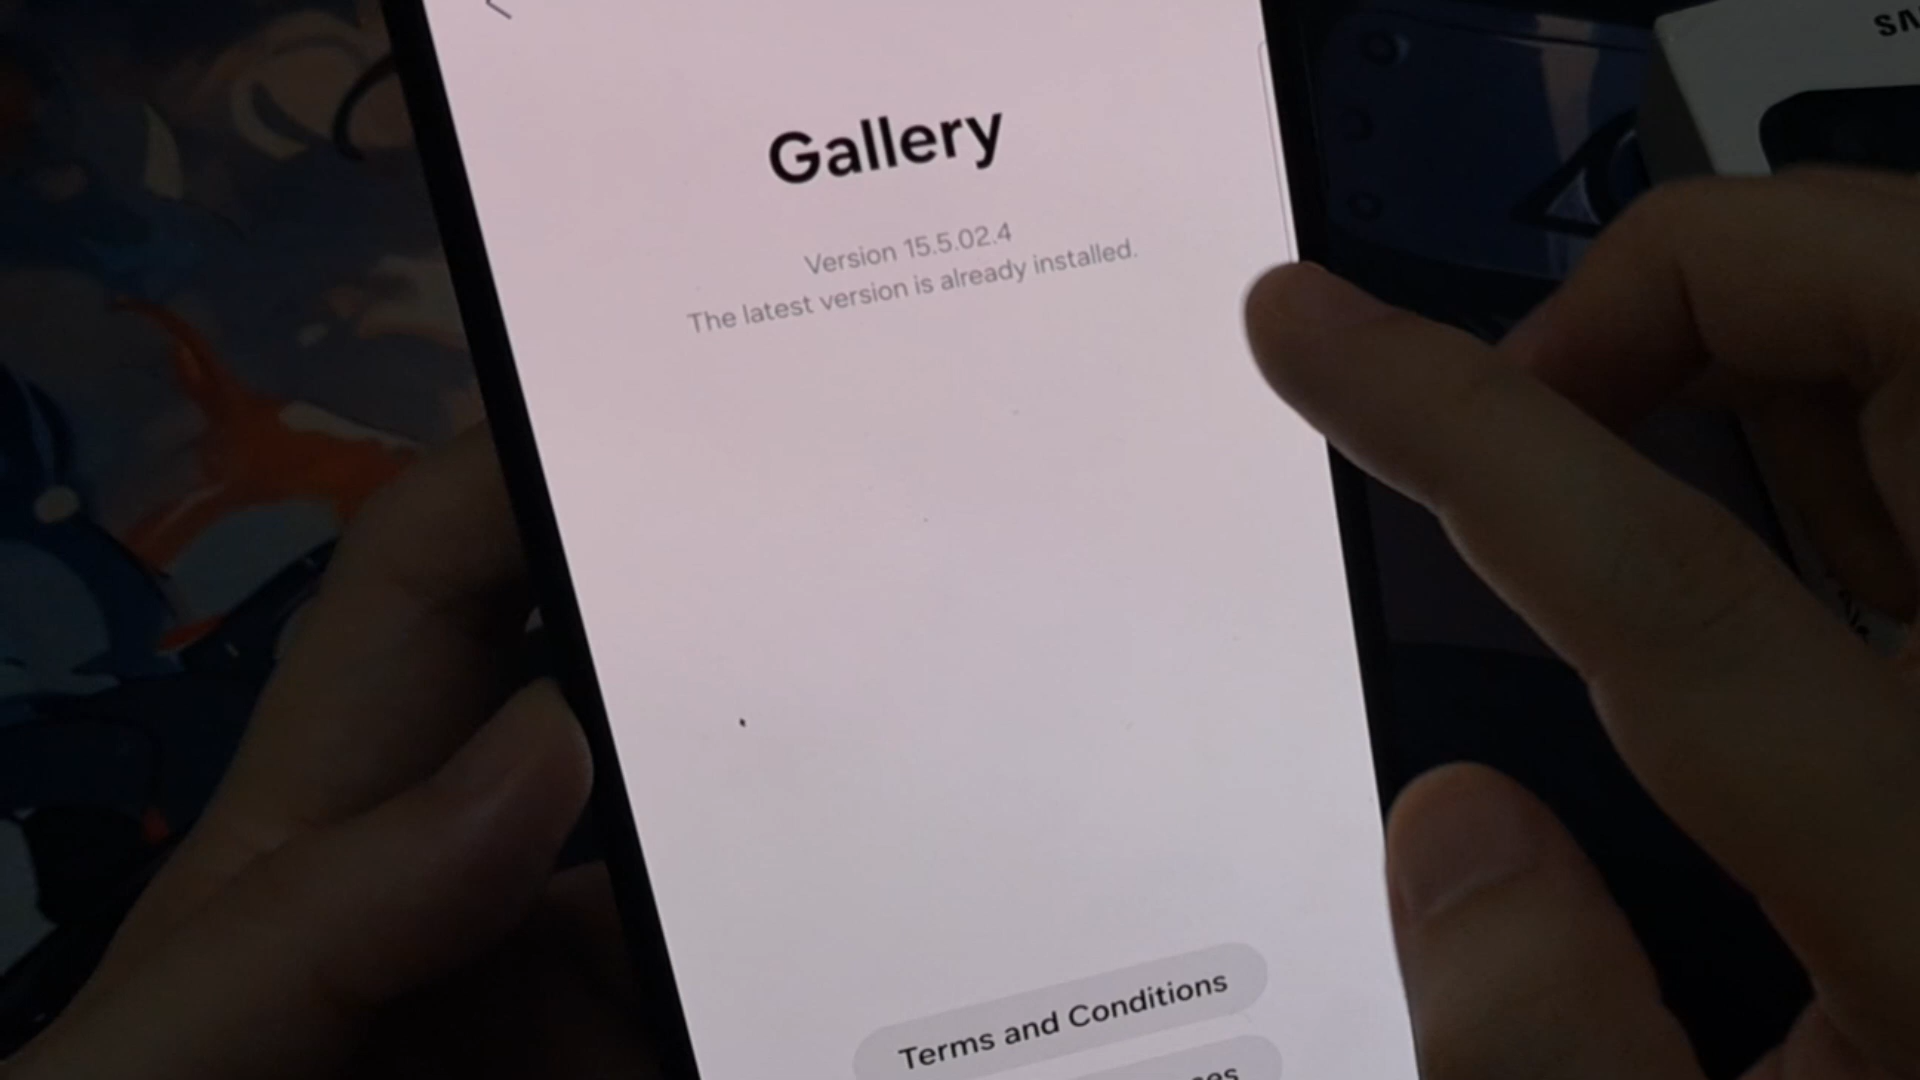 Gallery
Version 15.5.02.4
The latest version is already installed.
Terms and Conditions